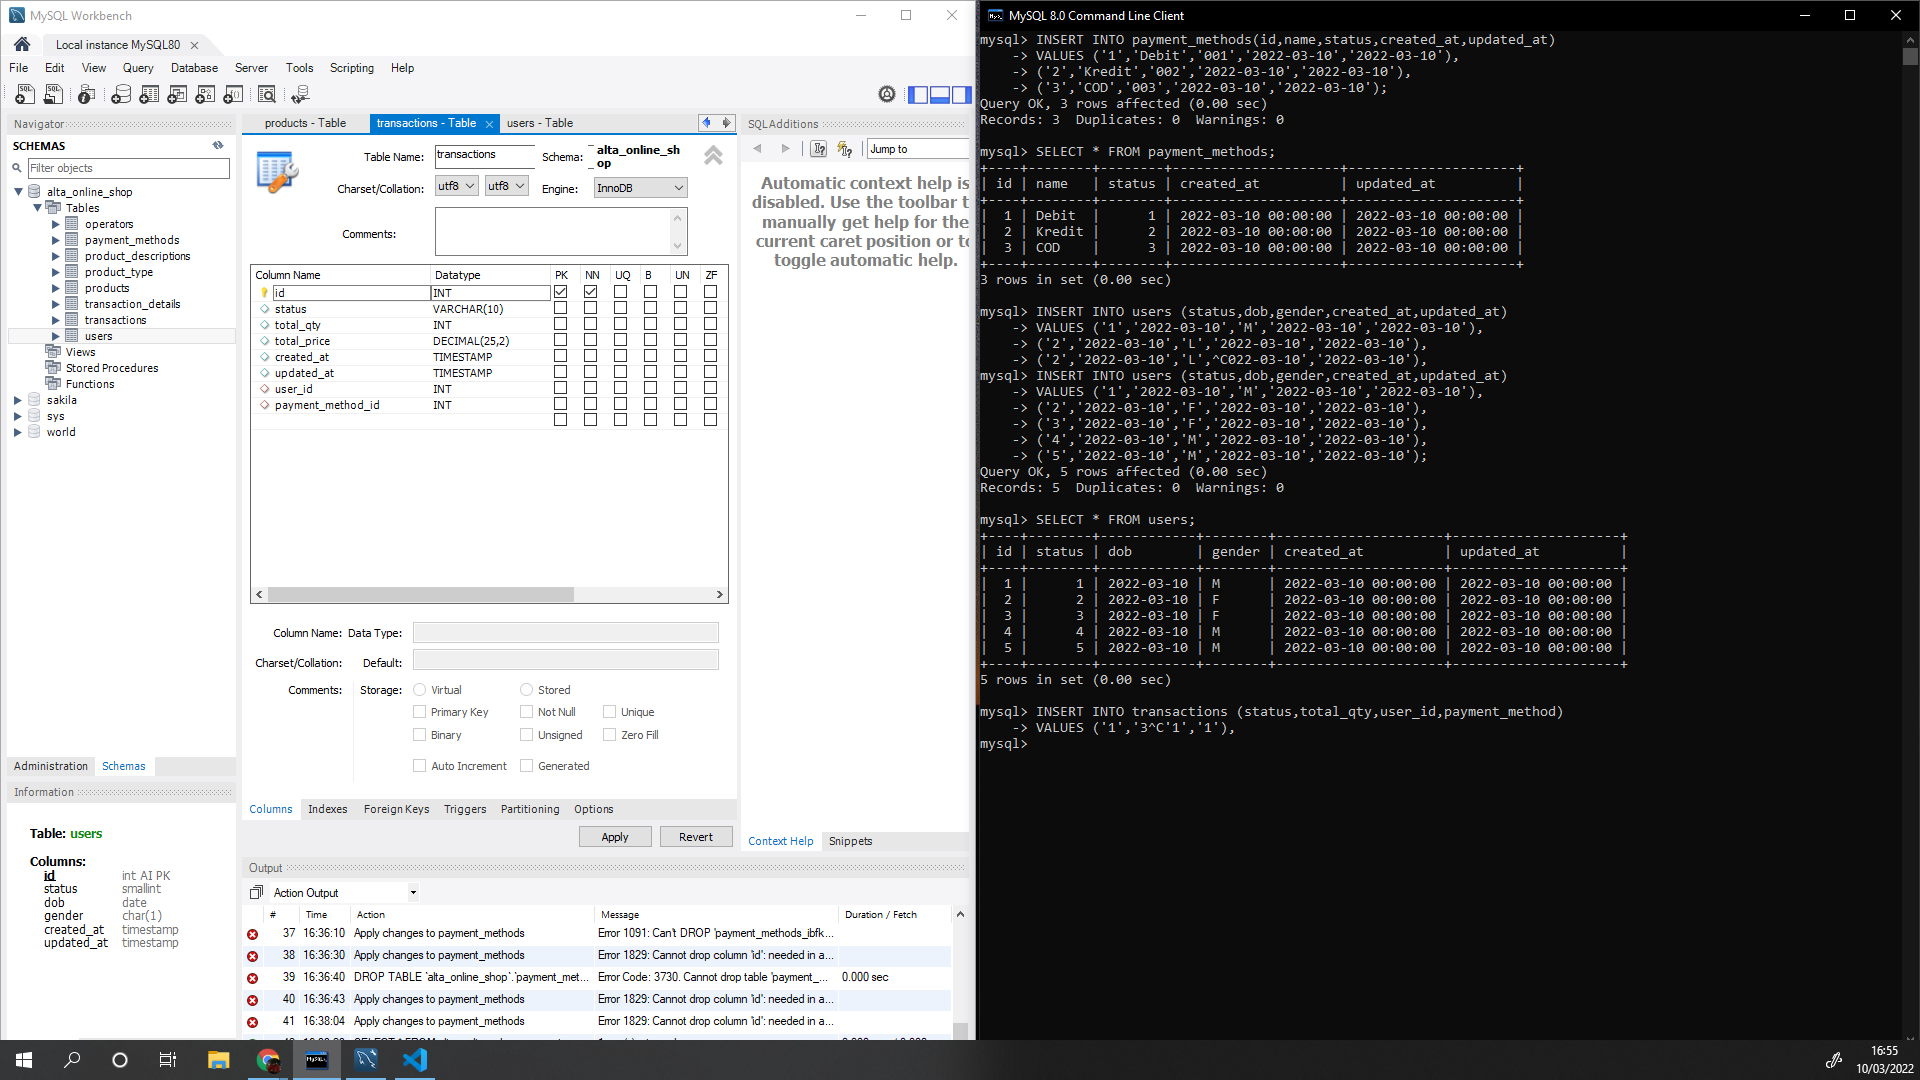 MySQL Workbench
Local instance MySQL80
File Edit View Query Database Server Tools Scripting Help
Navigator
SCHEMAS
Filter objects
alta_online_shop
Tables
operators
payment_methods
product_descriptions
product_type
products
transaction_details
transactions
users
Views
Stored Procedures
Functions
sakila
sys
world
Administration Schemas
Information
Table: users
Columns:
id int AI PK
status smallint
dob date
gender char(1)
created_at timestamp
updated_at timestamp
products - Table transactions - Table users - Table
Table Name: transactions Schema: alta_online_sh
op
Charset/Collation: utf8 utf8 Engine: InnoDB
Comments:
Column Name Datatype PK NN UQ B UN ZF
id INT
status VARCHAR(10)
total_qty INT
total_price DECIMAL(25,2)
created_at TIMESTAMP
updated_at TIMESTAMP
user_id INT
payment_method_id INT
Column Name: Data Type:
Charset/Collation: Default:
Comments: Storage: Virtual Stored
Primary Key Not Null Unique
Binary Unsigned Zero Fill
Auto Increment Generated
Columns Indexes Foreign Keys Triggers Partitioning Options
Apply Revert
SQLAdditions
Jump to
Automatic context help is
disabled. Use the toolbar t
manually get help for the
current caret position or to
toggle automatic help.
Context Help Snippets
Output
Action Output
# Time Action Message Duration / Fetch
37 16:36:10 Apply changes to payment_methods Error 1091: Can't DROP 'payment_methods_ibfk...
38 16:36:30 Apply changes to payment_methods Error 1829: Cannot drop column 'id': needed in a...
39 16:36:40 DROP TABLE `alta_online_shop`.`payment_met... Error Code: 3730. Cannot drop table 'payment_... 0.000 sec
40 16:36:43 Apply changes to payment_methods Error 1829: Cannot drop column 'id': needed in a...
41 16:38:04 Apply changes to payment_methods Error 1829: Cannot drop column 'id': needed in a...
MySQL 8.0 Command Line Client
mysql> INSERT INTO payment_methods(id,name,status,created_at,updated_at)
-> VALUES ('1','Debit','001','2022-03-10','2022-03-10'),
-> ('2','Kredit','002','2022-03-10','2022-03-10'),
-> ('3','COD','003','2022-03-10','2022-03-10');
Query OK, 3 rows affected (0.00 sec)
Records: 3  Duplicates: 0  Warnings: 0
mysql> SELECT * FROM payment_methods;
+----+--------+--------+---------------------+---------------------+
| id | name   | status | created_at          | updated_at          |
+----+--------+--------+---------------------+---------------------+
|  1 | Debit  |      1 | 2022-03-10 00:00:00 | 2022-03-10 00:00:00 |
|  2 | Kredit |      2 | 2022-03-10 00:00:00 | 2022-03-10 00:00:00 |
|  3 | COD    |      3 | 2022-03-10 00:00:00 | 2022-03-10 00:00:00 |
+----+--------+--------+---------------------+---------------------+
3 rows in set (0.00 sec)
mysql> INSERT INTO users (status,dob,gender,created_at,updated_at)
-> VALUES ('1','2022-03-10','M','2022-03-10','2022-03-10'),
-> ('2','2022-03-10','L','2022-03-10','2022-03-10'),
-> ('2','2022-03-10','L',^C022-03-10','2022-03-10'),
mysql> INSERT INTO users (status,dob,gender,created_at,updated_at)
-> VALUES ('1','2022-03-10','M','2022-03-10','2022-03-10'),
-> ('2','2022-03-10','F','2022-03-10','2022-03-10'),
-> ('3','2022-03-10','F','2022-03-10','2022-03-10'),
-> ('4','2022-03-10','M','2022-03-10','2022-03-10'),
-> ('5','2022-03-10','M','2022-03-10','2022-03-10');
Query OK, 5 rows affected (0.00 sec)
Records: 5  Duplicates: 0  Warnings: 0
mysql> SELECT * FROM users;
+----+--------+------------+--------+---------------------+---------------------+
| id | status | dob        | gender | created_at          | updated_at          |
+----+--------+------------+--------+---------------------+---------------------+
|  1 |      1 | 2022-03-10 | M      | 2022-03-10 00:00:00 | 2022-03-10 00:00:00 |
|  2 |      2 | 2022-03-10 | F      | 2022-03-10 00:00:00 | 2022-03-10 00:00:00 |
|  3 |      3 | 2022-03-10 | F      | 2022-03-10 00:00:00 | 2022-03-10 00:00:00 |
|  4 |      4 | 2022-03-10 | M      | 2022-03-10 00:00:00 | 2022-03-10 00:00:00 |
|  5 |      5 | 2022-03-10 | M      | 2022-03-10 00:00:00 | 2022-03-10 00:00:00 |
+----+--------+------------+--------+---------------------+---------------------+
5 rows in set (0.00 sec)
mysql> INSERT INTO transactions (status,total_qty,user_id,payment_method)
-> VALUES ('1','3^C'1','1'),
mysql>
16:55
10/03/2022